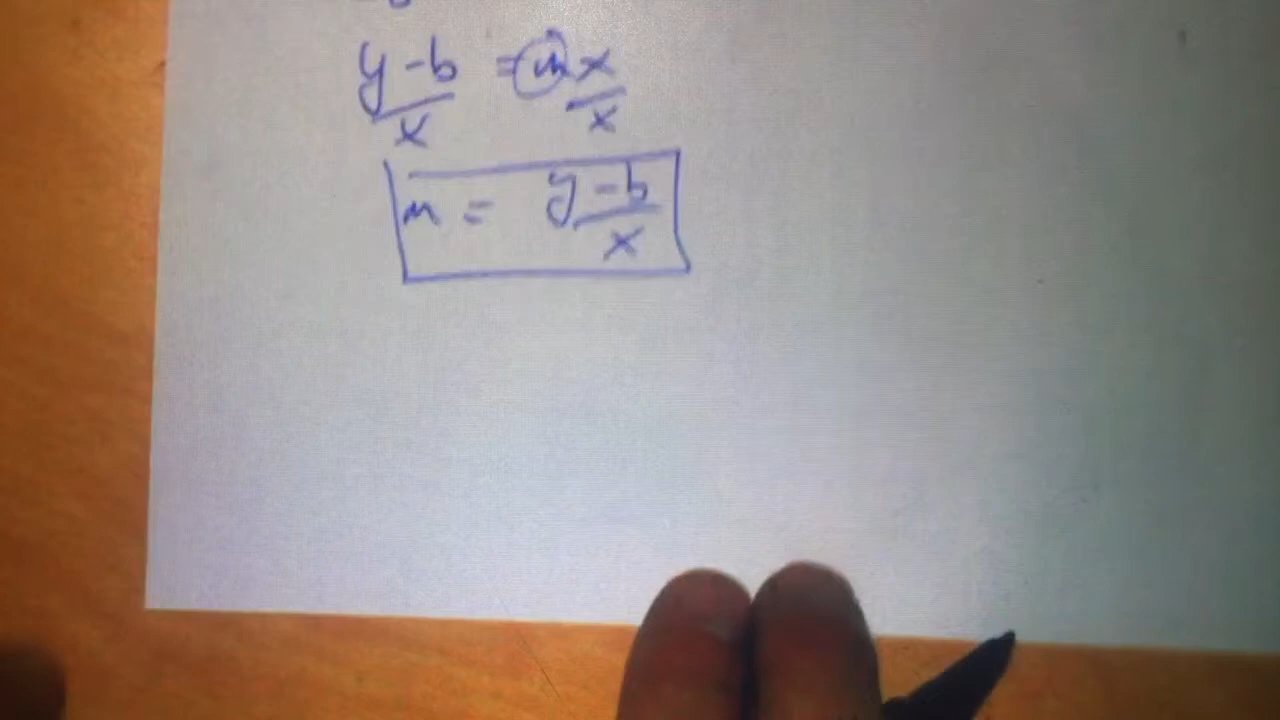 y-b = mx
x x
m = y-b
x